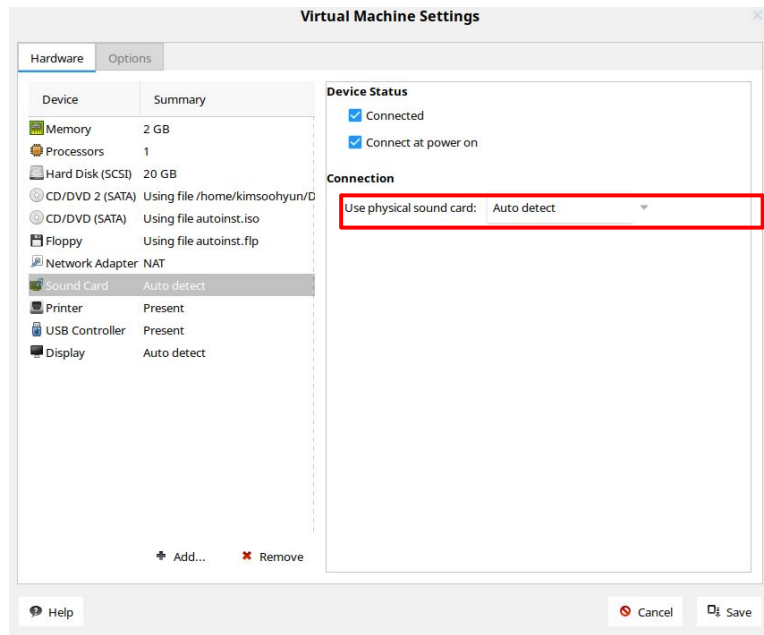 Virtual Machine Settings
Hardware Options
Device Summary
Memory 2 GB
Processors 1
Hard Disk (SCSI) 20 GB
CD/DVD 2 (SATA) Using file /home/kimsoohyun/D
CD/DVD (SATA) Using file autoinst.iso
Floppy Using file autoinst.flp
Network Adapter NAT
Sound Card Auto detect
Printer Present
USB Controller Present
Display Auto detect
Add... Remove
Device Status
Connected
Connect at power on
Connection
Use physical sound card: Auto detect
Help Cancel Save